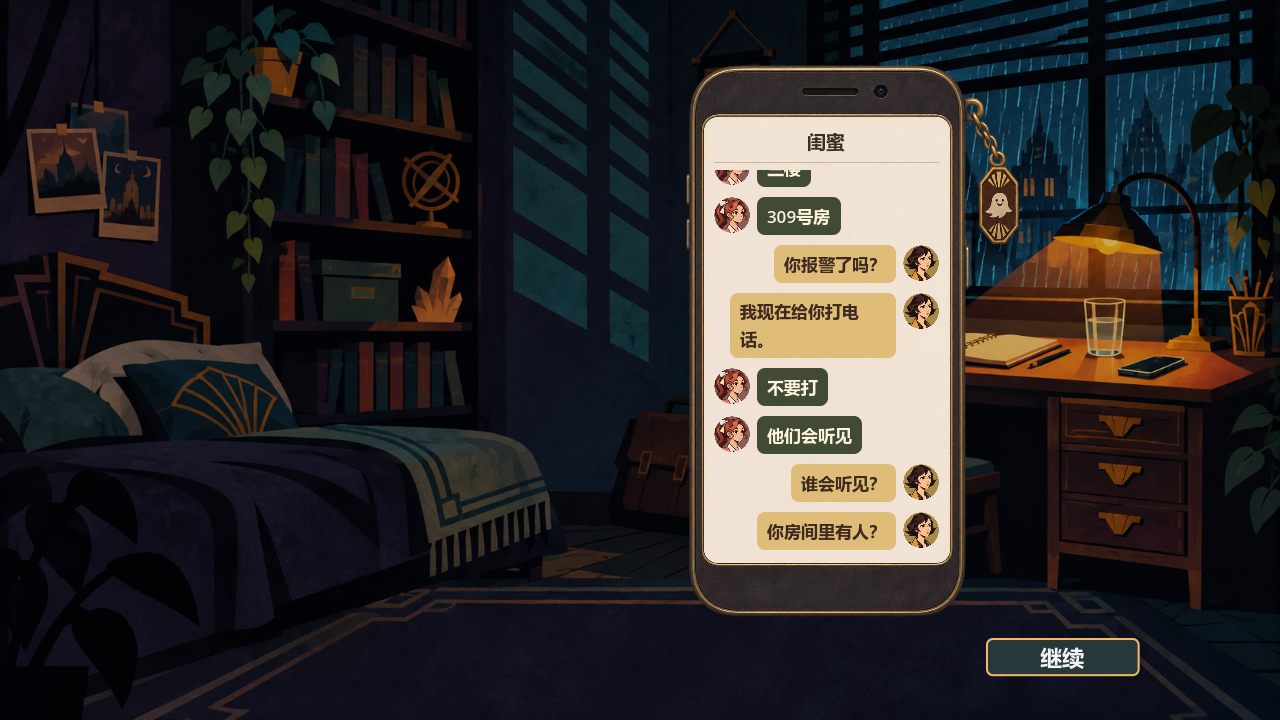 闺蜜
309号房
你报警了吗？
我现在给你打电
话。
不要打
他们会听见
谁会听见？
你房间里有人？
继续